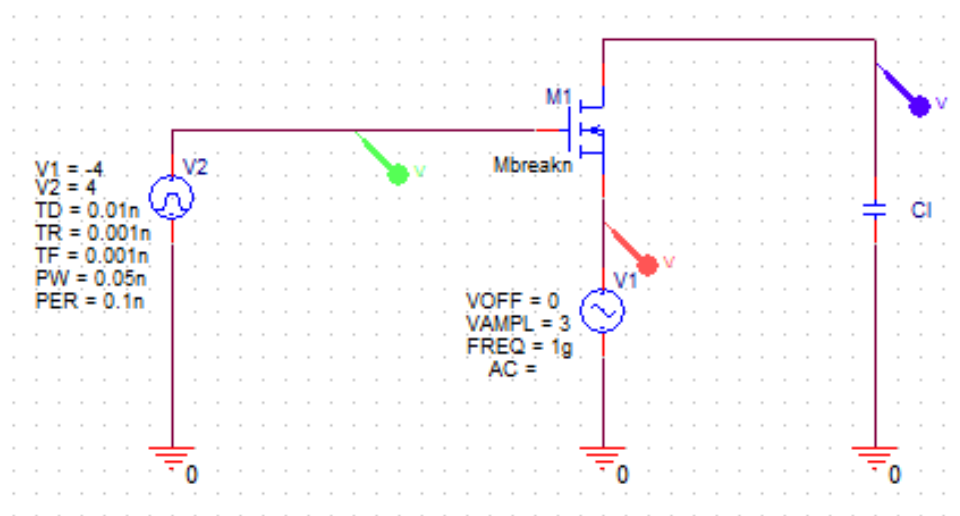 M1
V
V
V1 = -4
V2 = 4
TD = 0.01n
TR = 0.001n
TF = 0.001n
PW = 0.05n
PER = 0.1n
V2
Mbreakn
Cl
V
V1
VOFF = 0
VAMPL = 3
FREQ = 1g
AC =
0
0
0